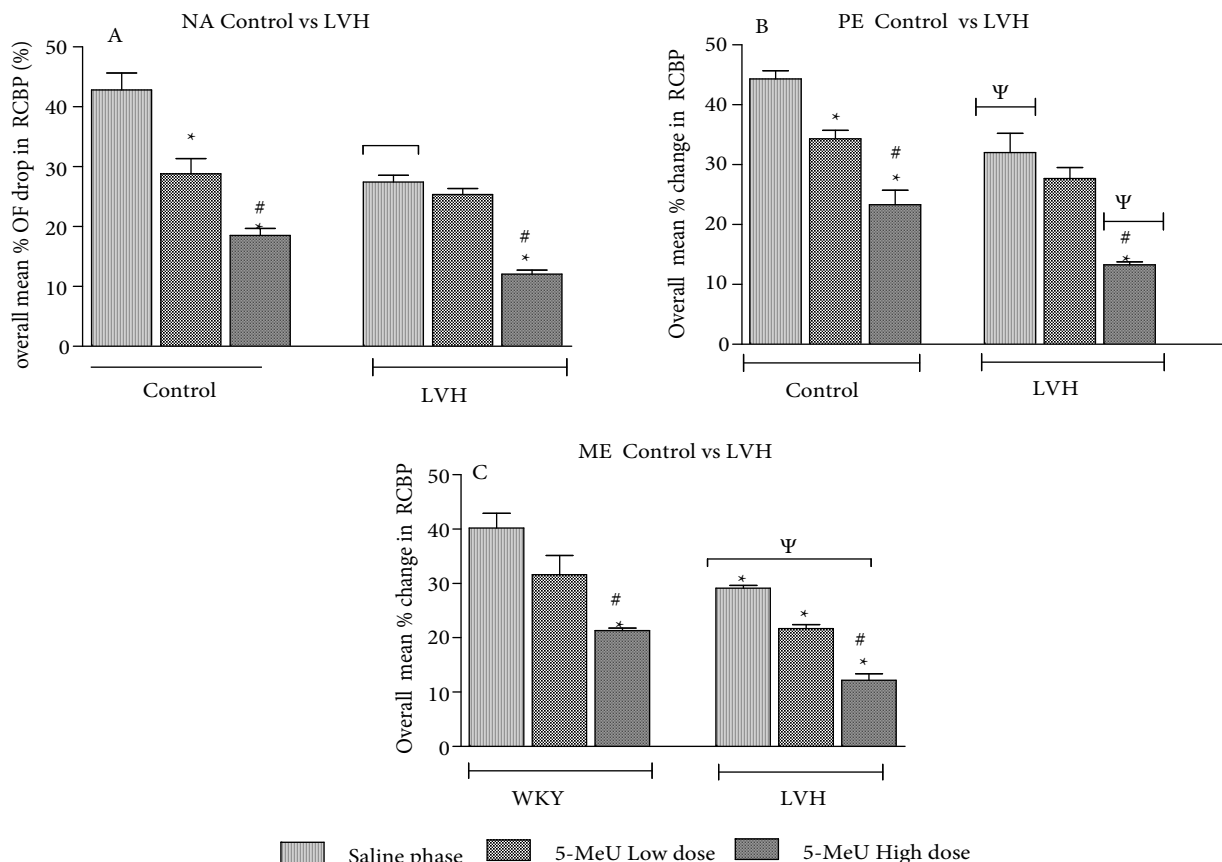 NA Control vs LVH
A
overall mean % OF drop in RCBP (%)
50
40
30
20
10
0
*
#
*
#
*
Control
LVH
PE Control vs LVH
B
Overall mean % change in RCBP
50
40
30
20
10
0
*
#
*
Ψ
Ψ
#
*
Control
LVH
ME Control vs LVH
C
Overall mean % change in RCBP
50
40
30
20
10
0
#
*
Ψ
*
*
#
*
WKY
LVH
Saline phase 5-MeU Low dose 5-MeU High dose